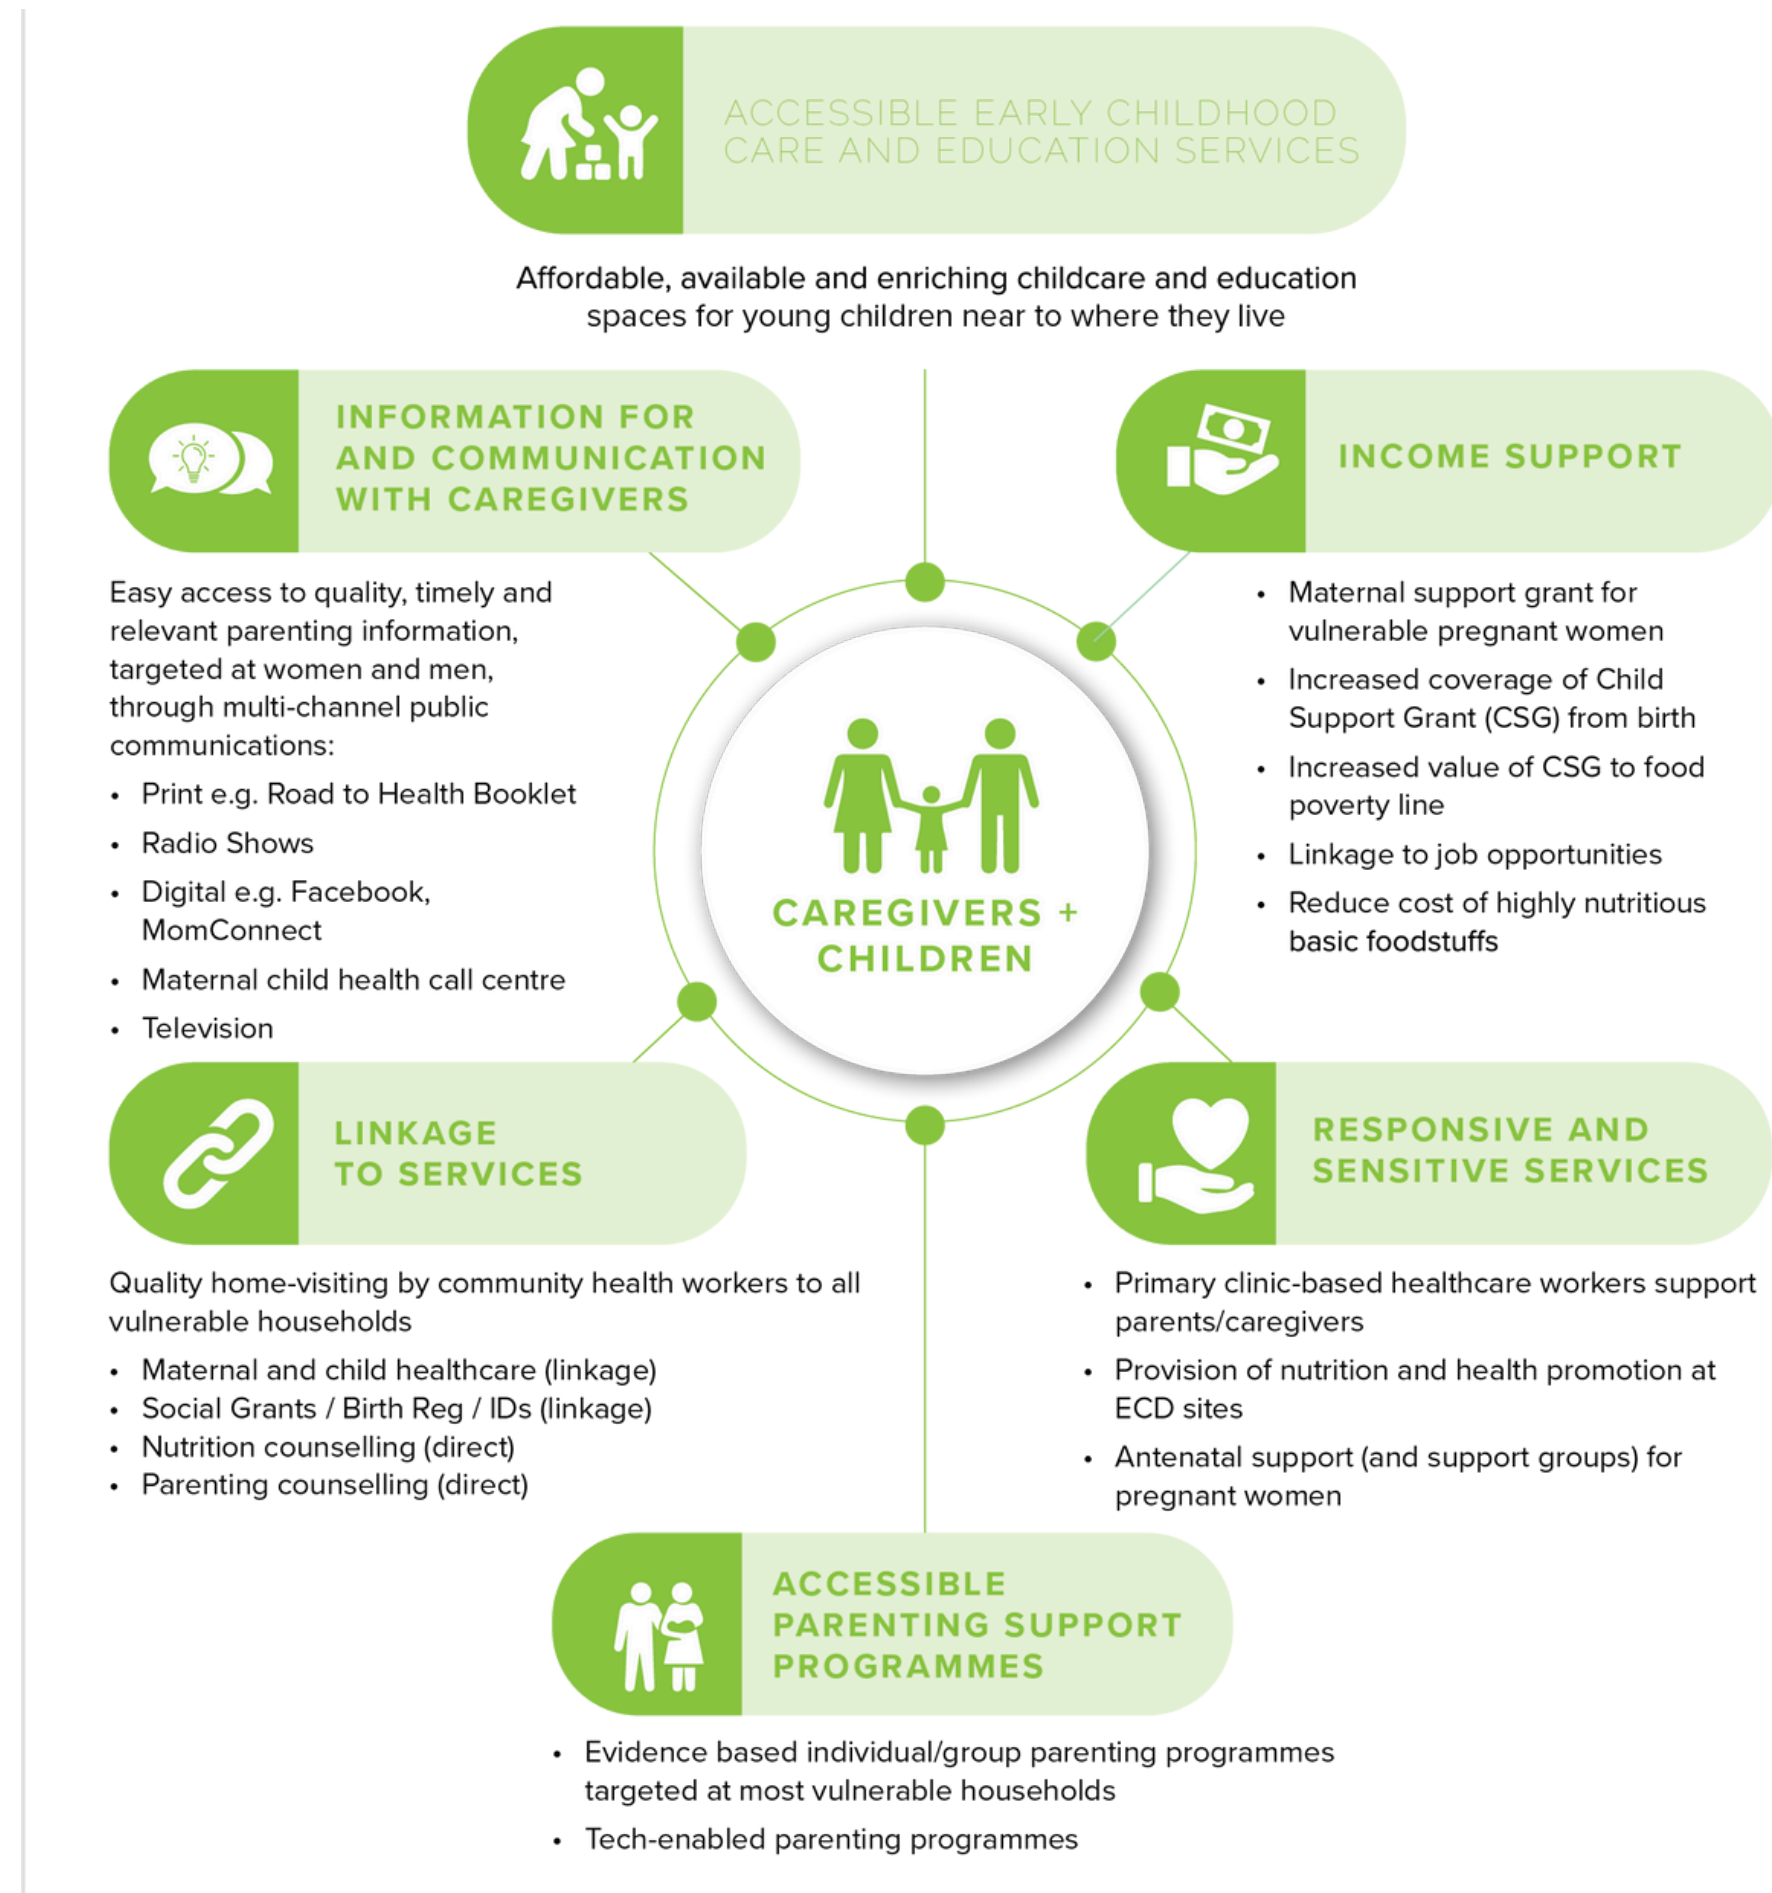 ACCESSIBLE EARLY CHILDHOOD
CARE AND EDUCATION SERVICES
Affordable, available and enriching childcare and education
spaces for young children near to where they live
INFORMATION FOR
AND COMMUNICATION
WITH CAREGIVERS
Easy access to quality, timely and
relevant parenting information,
targeted at women and men,
through multi-channel public
communications:
• Print e.g. Road to Health Booklet
• Radio Shows
• Digital e.g. Facebook,
MomConnect
• Maternal child health call centre
• Television
INCOME SUPPORT
• Maternal support grant for
vulnerable pregnant women
• Increased coverage of Child
Support Grant (CSG) from birth
• Increased value of CSG to food
poverty line
• Linkage to job opportunities
• Reduce cost of highly nutritious
basic foodstuffs
CAREGIVERS +
CHILDREN
LINKAGE
TO SERVICES
Quality home-visiting by community health workers to all
vulnerable households
• Maternal and child healthcare (linkage)
• Social Grants / Birth Reg / IDs (linkage)
• Nutrition counselling (direct)
• Parenting counselling (direct)
RESPONSIVE AND
SENSITIVE SERVICES
• Primary clinic-based healthcare workers support
parents/caregivers
• Provision of nutrition and health promotion at
ECD sites
• Antenatal support (and support groups) for
pregnant women
ACCESSIBLE
PARENTING SUPPORT
PROGRAMMES
• Evidence based individual/group parenting programmes
targeted at most vulnerable households
• Tech-enabled parenting programmes